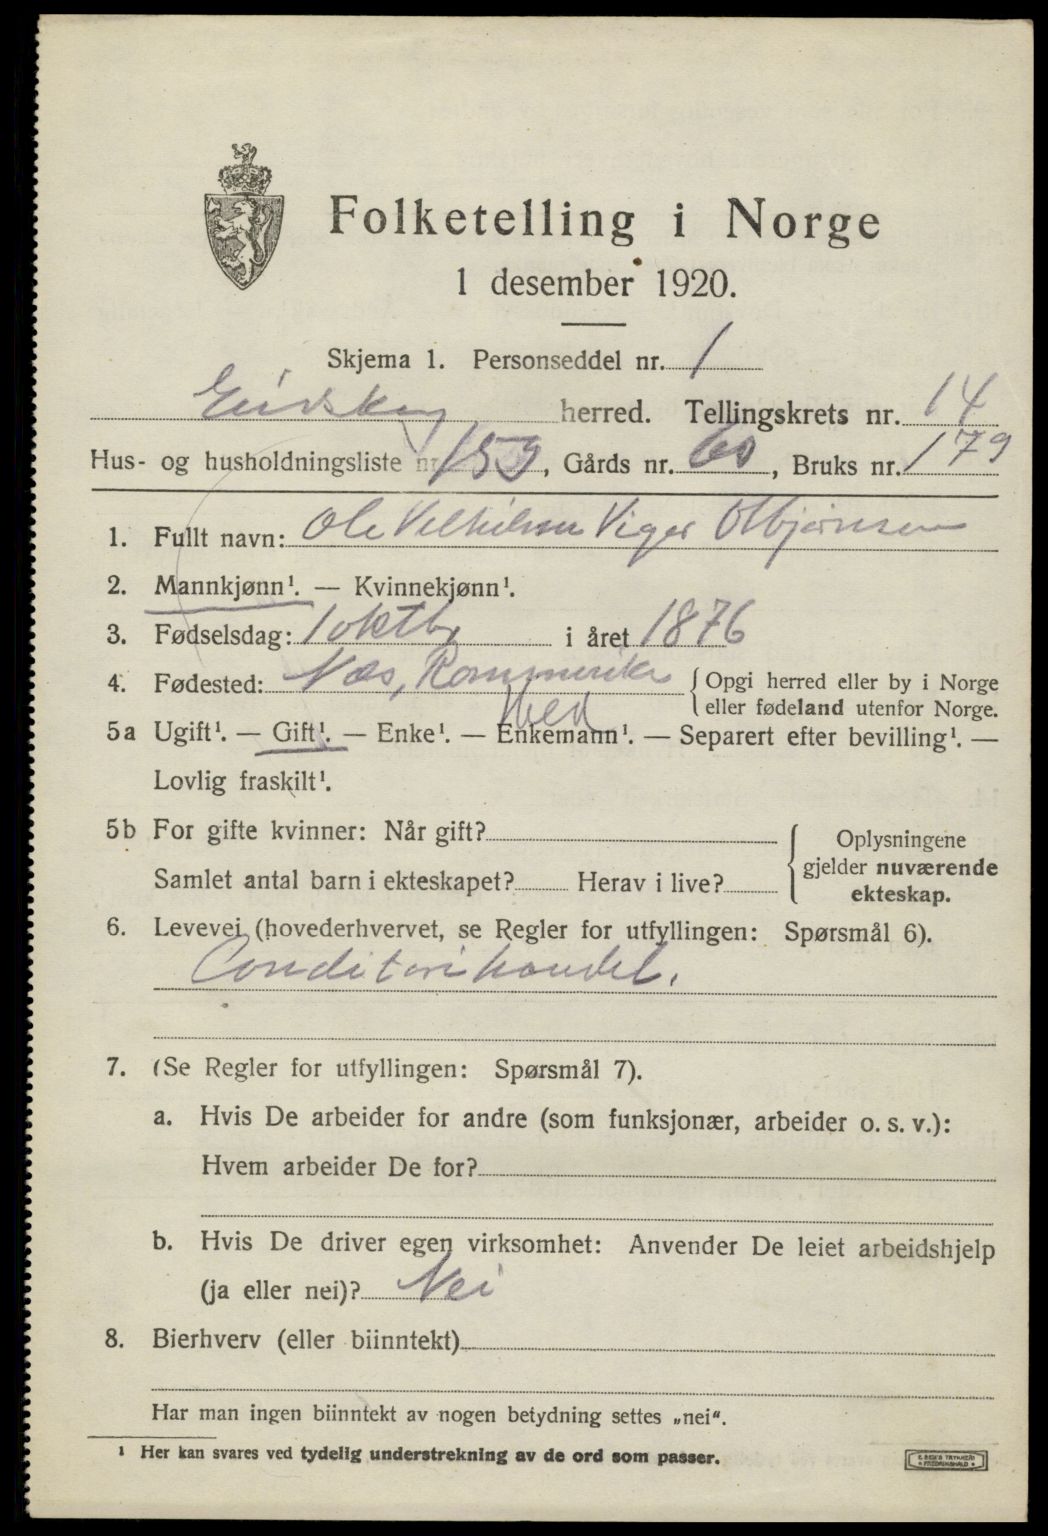 Folketelling i Norge
1 desember 1920.
Skjema 1. Personseddel nr. 1
Eidskog herred. Tellingskrets nr. 14
Hus- og husholdningsliste nr. 153, Gårds nr. 60, Bruks nr. 179
1. Fullt navn: Ole Vilhelm Viger Olbjørnsen
2. Mannkjønn¹. — Kvinnekjønn¹.
3. Fødselsdag: 1 oktbr i året 1876
4. Fødested: Næs, Rommerike { Opgi herred eller by i Norge
eller fødeland utenfor Norge.
5a Ugift¹. — Gift¹. — Enke¹. — Enkemann¹. — Separert efter bevilling¹. —
Lovlig fraskilt¹.
5b For gifte kvinner: Når gift? { Oplysningene
gjelder nuværende
ekteskap.
Samlet antal barn i ekteskapet? Herav i live?
6. Levevei (hovederhvervet, se Regler for utfyllingen: Spørsmål 6).
Conditorihandel.
7. (Se Regler for utfyllingen: Spørsmål 7).
a. Hvis De arbeider for andre (som funksjonær, arbeider o. s. v.):
Hvem arbeider De for?
b. Hvis De driver egen virksomhet: Anvender De leiet arbeidshjelp
(ja eller nei)? Nei
8. Bierhverv (eller biinntekt)
Har man ingen biinntekt av nogen betydning settes „nei“.
¹ Her kan svares ved tydelig understrekning av de ord som passer.
E. SEM'S TRYKKERI
FREDRIKSHALD